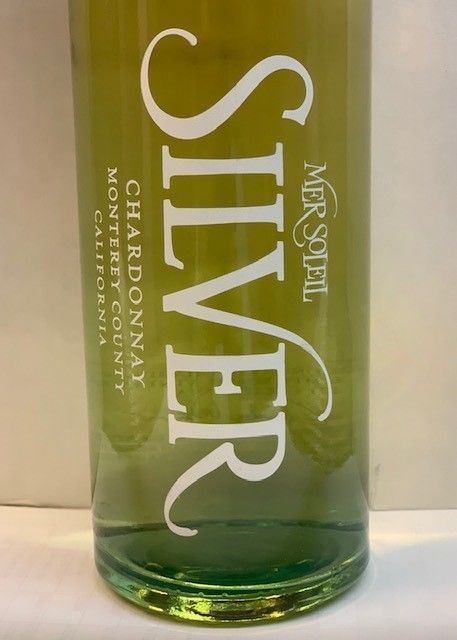 MER SOLEIL
SILVER
CHARDONNAY
MONTEREY COUNTY
CALIFORNIA